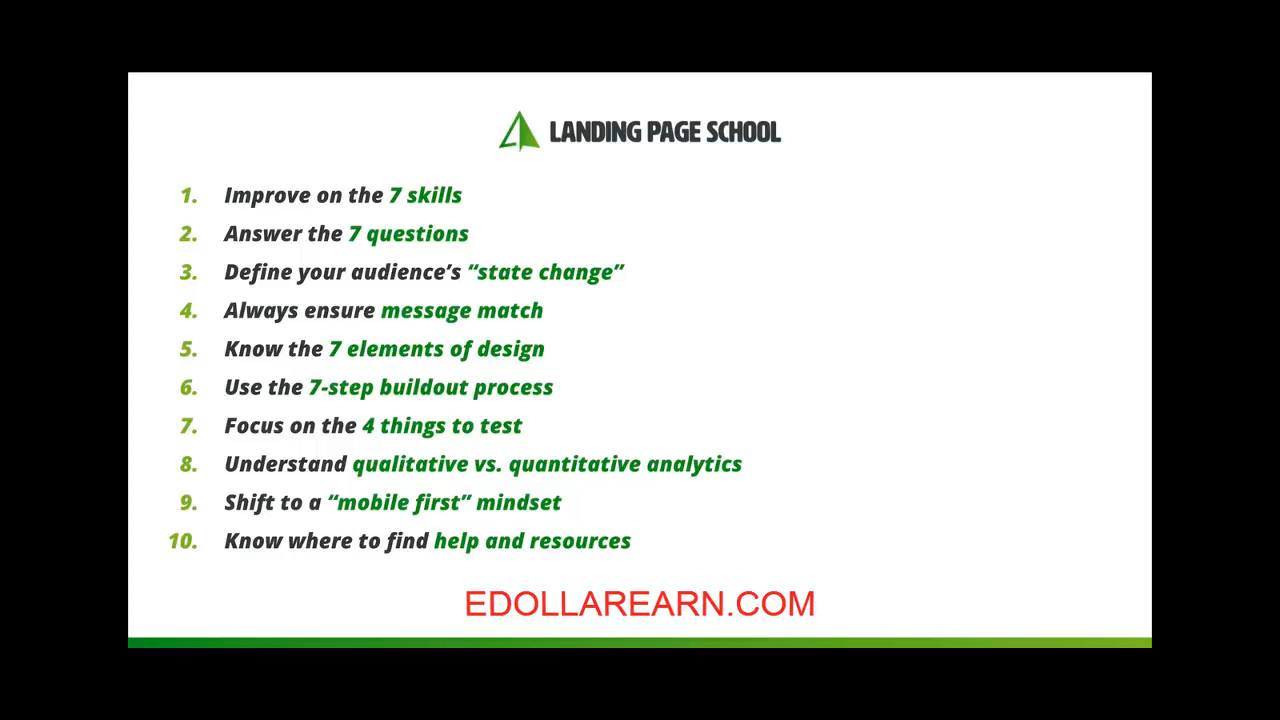 LANDING PAGE SCHOOL
1. Improve on the 7 skills
2. Answer the 7 questions
3. Define your audience’s “state change”
4. Always ensure message match
5. Know the 7 elements of design
6. Use the 7-step buildout process
7. Focus on the 4 things to test
8. Understand qualitative vs. quantitative analytics
9. Shift to a “mobile first” mindset
10. Know where to find help and resources
EDOLLAREARN.COM